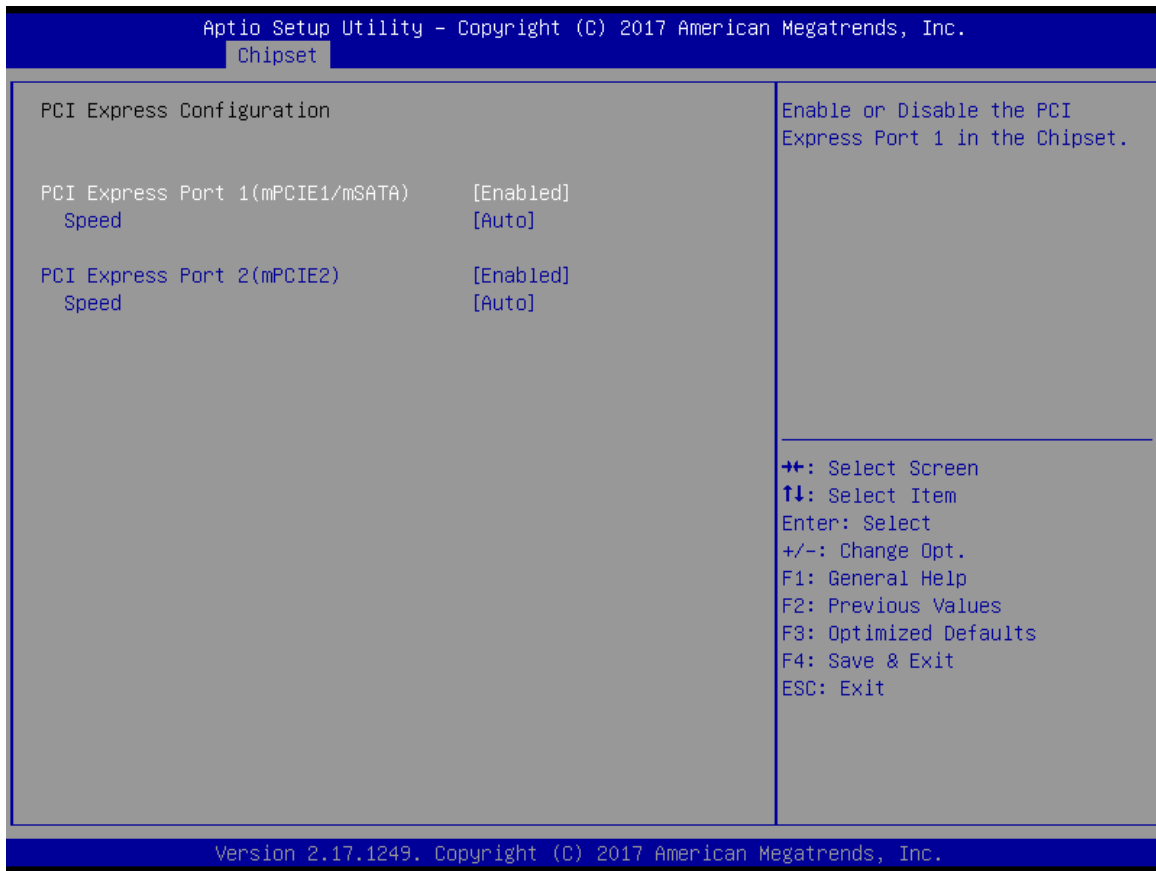 Aptio Setup Utility – Copyright (C) 2017 American Megatrends, Inc.
Chipset
PCI Express Configuration
PCI Express Port 1(mPCIE1/mSATA) [Enabled]
Speed [Auto]
PCI Express Port 2(mPCIE2) [Enabled]
Speed [Auto]
Enable or Disable the PCI
Express Port 1 in the Chipset.
→←: Select Screen
↑↓: Select Item
Enter: Select
+/-: Change Opt.
F1: General Help
F2: Previous Values
F3: Optimized Defaults
F4: Save & Exit
ESC: Exit
Version 2.17.1249. Copyright (C) 2017 American Megatrends, Inc.